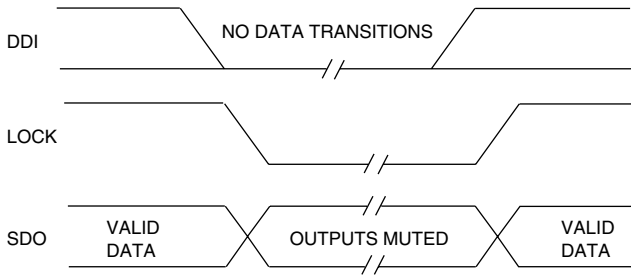 DDI
NO DATA TRANSITIONS
LOCK
SDO
VALID
DATA
OUTPUTS MUTED
VALID
DATA